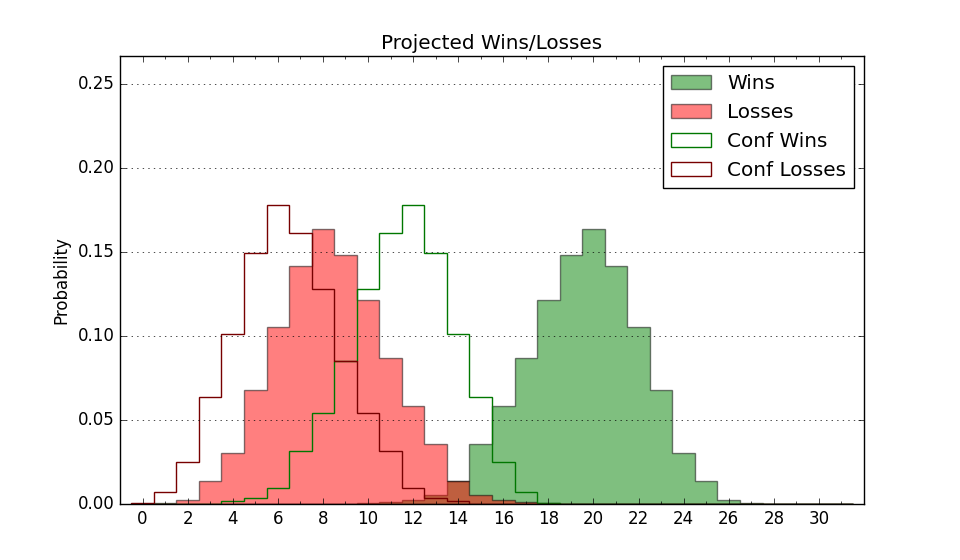 Projected Wins/Losses
Wins
Losses
Conf Wins
Conf Losses
Probability
0.25
0.20
0.15
0.10
0.05
0.00
0 2 4 6 8 10 12 14 16 18 20 22 24 26 28 30